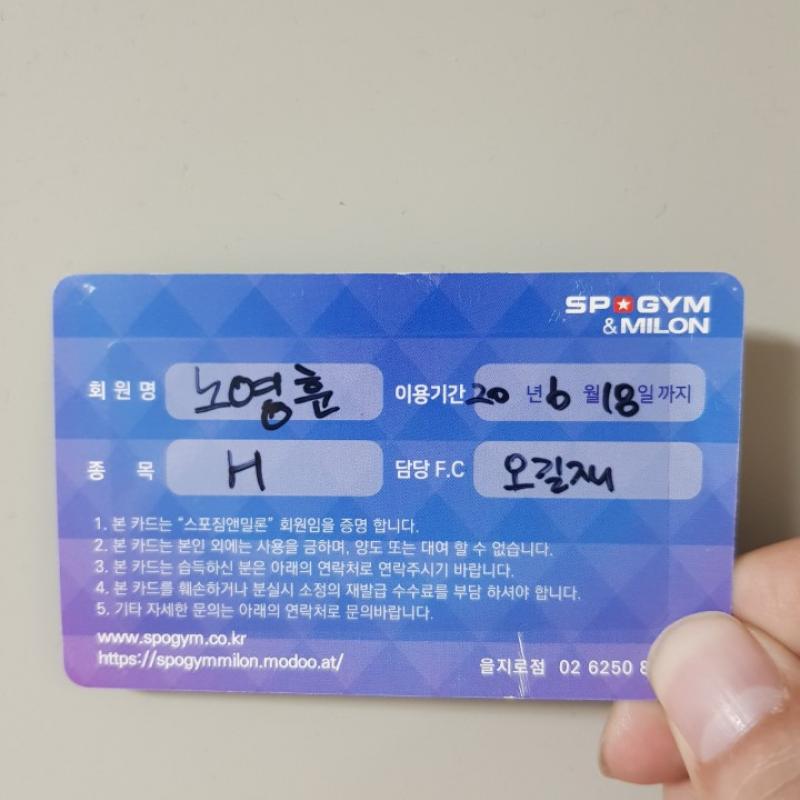 SPOGYM
& MILON
회원명 노영훈 이용기간 20년 6월 18일 까지
종목 H 담당 F.C 오길재
1. 본 카드는 "스포짐앤밀론" 회원임을 증명 합니다.
2. 본 카드는 본인 외에는 사용을 금하며, 양도 또는 대여 할 수 없습니다.
3. 본 카드는 습득하신 분은 아래의 연락처로 연락주시기 바랍니다.
4. 본 카드를 훼손하거나 분실시 소정의 재발급 수수료를 부담 하셔야 합니다.
5. 기타 자세한 문의는 아래의 연락처로 문의바랍니다.
www.spogym.co.kr
https://spogymmilon.modoo.at/ 을지로점 02 6250